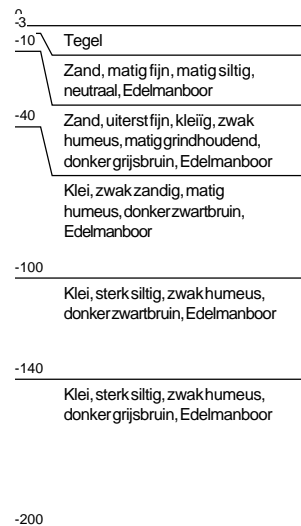 0
-3
Tegel
-10
Zand, matig fijn, matig siltig,
neutraal, Edelmanboor
-40
Zand, uiterst fijn, kleiïg, zwak
humeus, matig grindhoudend,
donker grijsbruin, Edelmanboor
Klei, zwak zandig, matig
humeus, donker zwartbruin,
Edelmanboor
-100
Klei, sterk siltig, zwak humeus,
donker zwartbruin, Edelmanboor
-140
Klei, sterk siltig, zwak humeus,
donker grijsbruin, Edelmanboor
-200